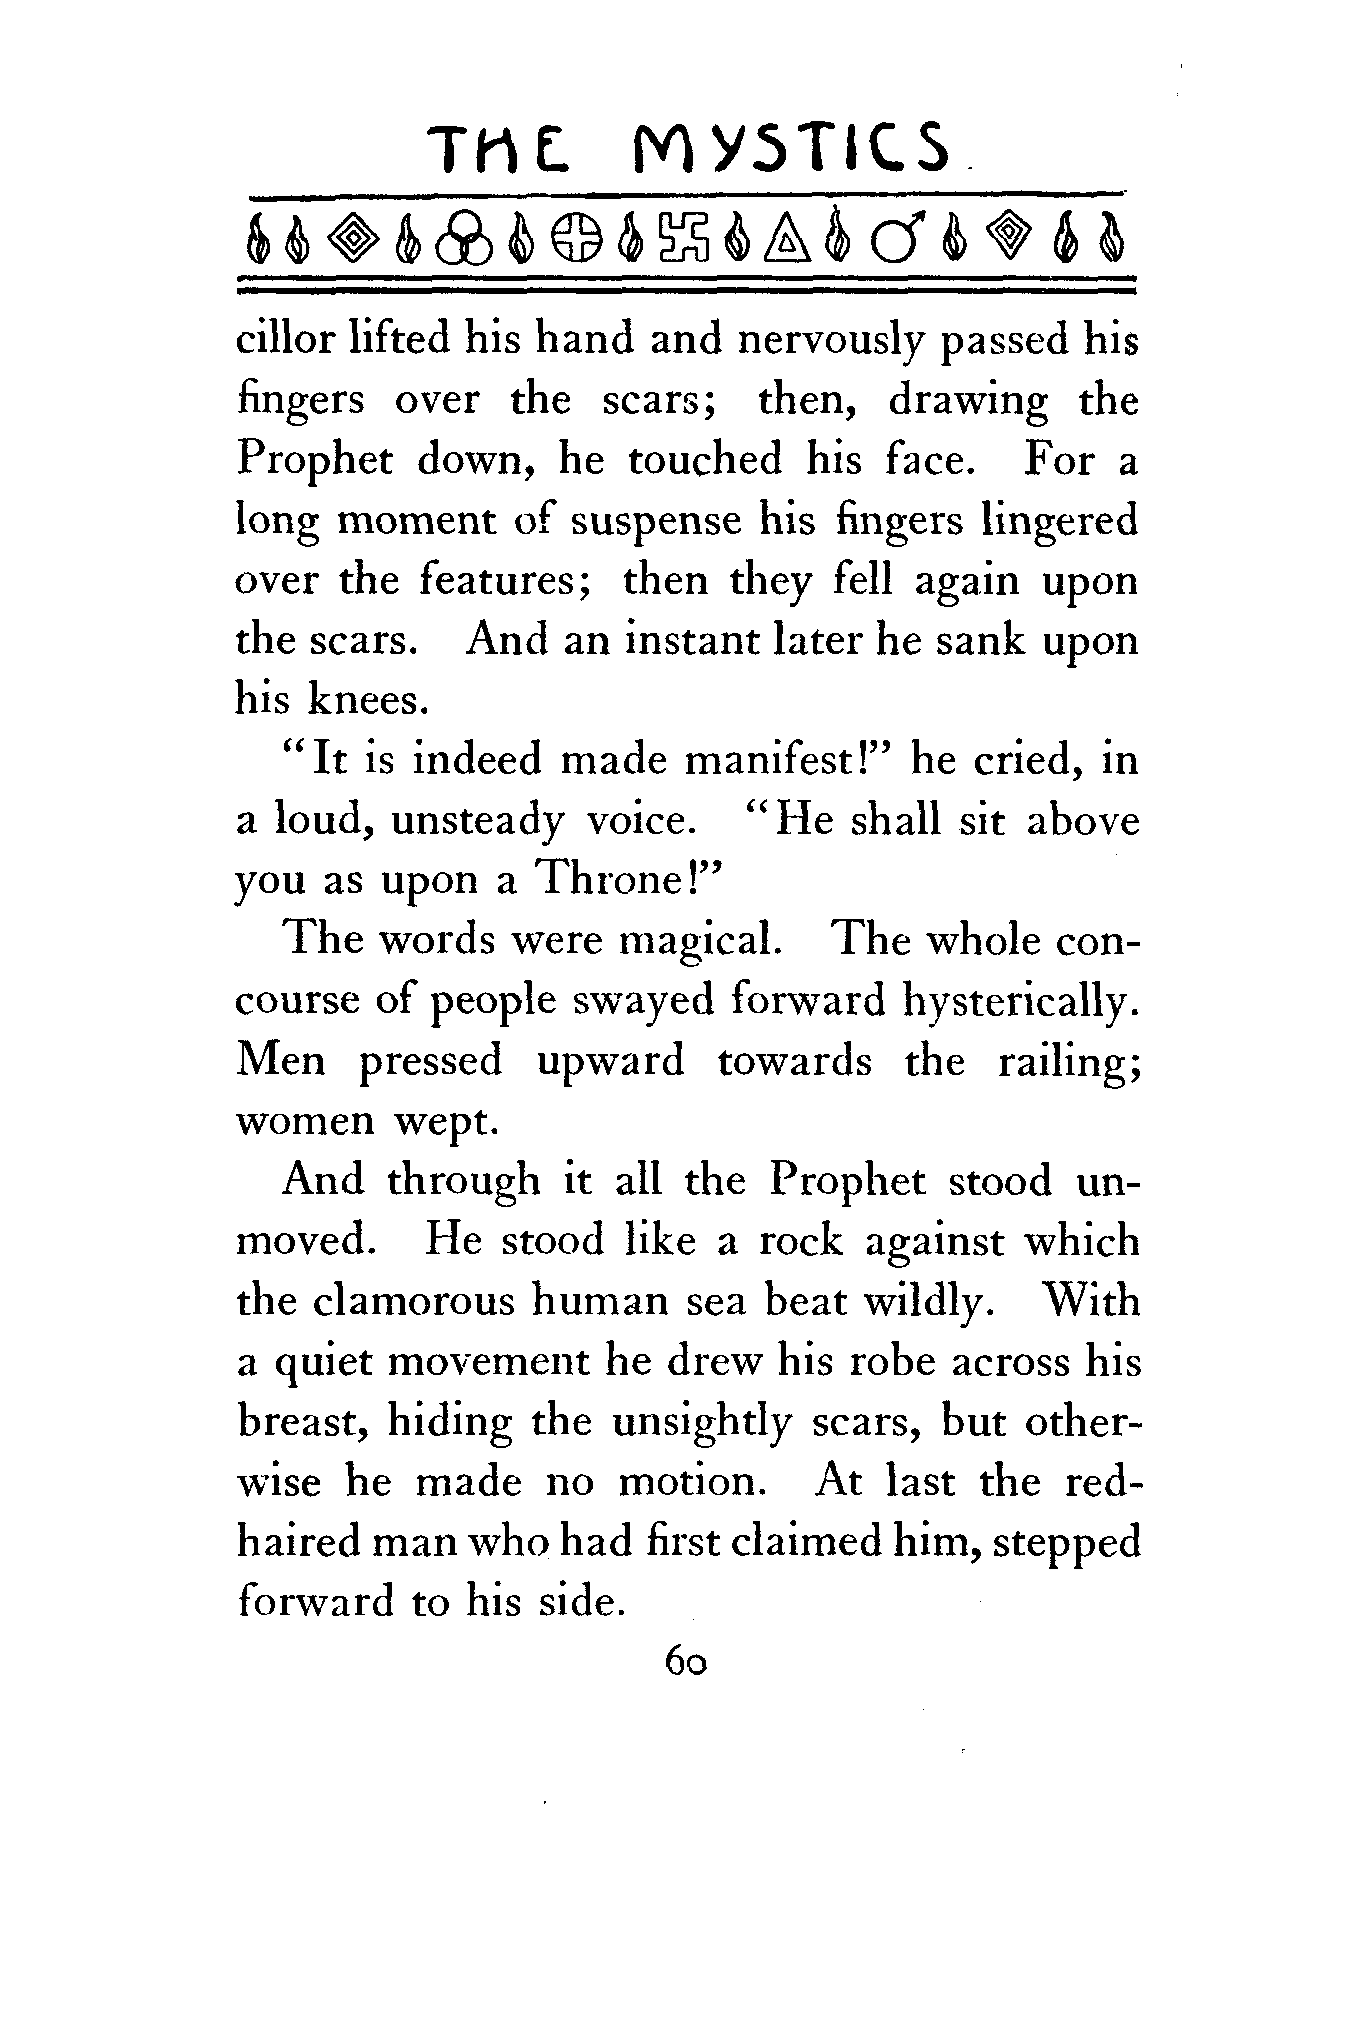 THE MYSTICS
cillor lifted his hand and nervously passed his
fingers over the scars; then, drawing the
Prophet down, he touched his face. For a
long moment of suspense his fingers lingered
over the features; then they fell again upon
the scars. And an instant later he sank upon
his knees.
“It is indeed made manifest!” he cried, in
a loud, unsteady voice. “He shall sit above
you as upon a Throne!”
The words were magical. The whole con-
course of people swayed forward hysterically.
Men pressed upward towards the railing;
women wept.
And through it all the Prophet stood un-
moved. He stood like a rock against which
the clamorous human sea beat wildly. With
a quiet movement he drew his robe across his
breast, hiding the unsightly scars, but other-
wise he made no motion. At last the red-
haired man who had first claimed him, stepped
forward to his side.
60